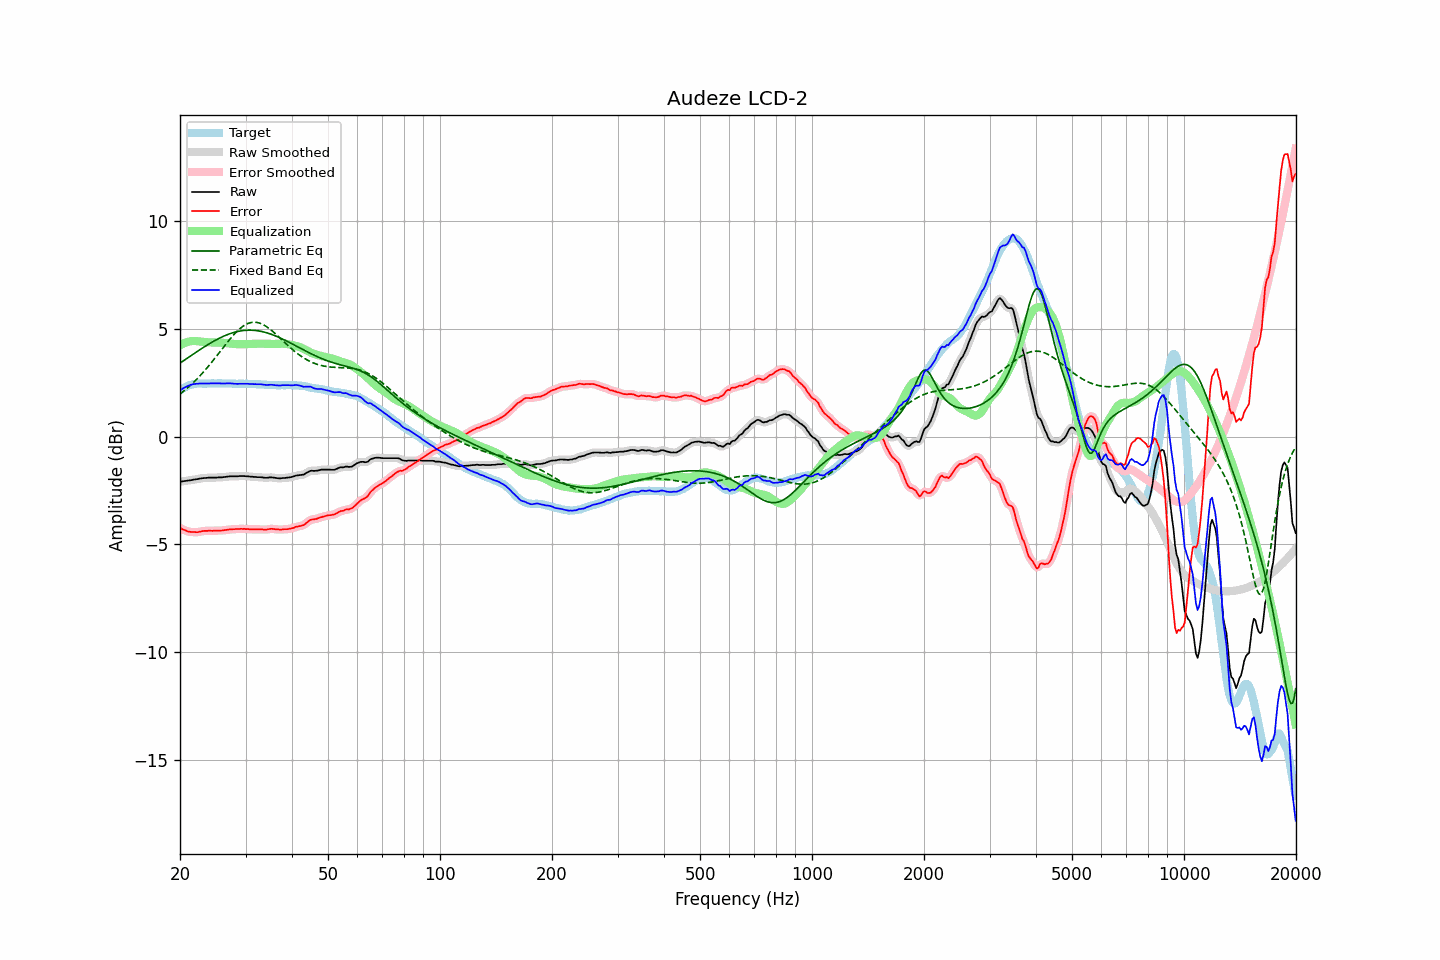 Audeze LCD-2
Target
Raw Smoothed
Error Smoothed
Raw
Error
Equalization
Parametric Eq
Fixed Band Eq
Equalized
Amplitude (dBr)
10
5
0
−5
−10
−15
20 50 100 200 500 1000 2000 5000 10000 20000
Frequency (Hz)